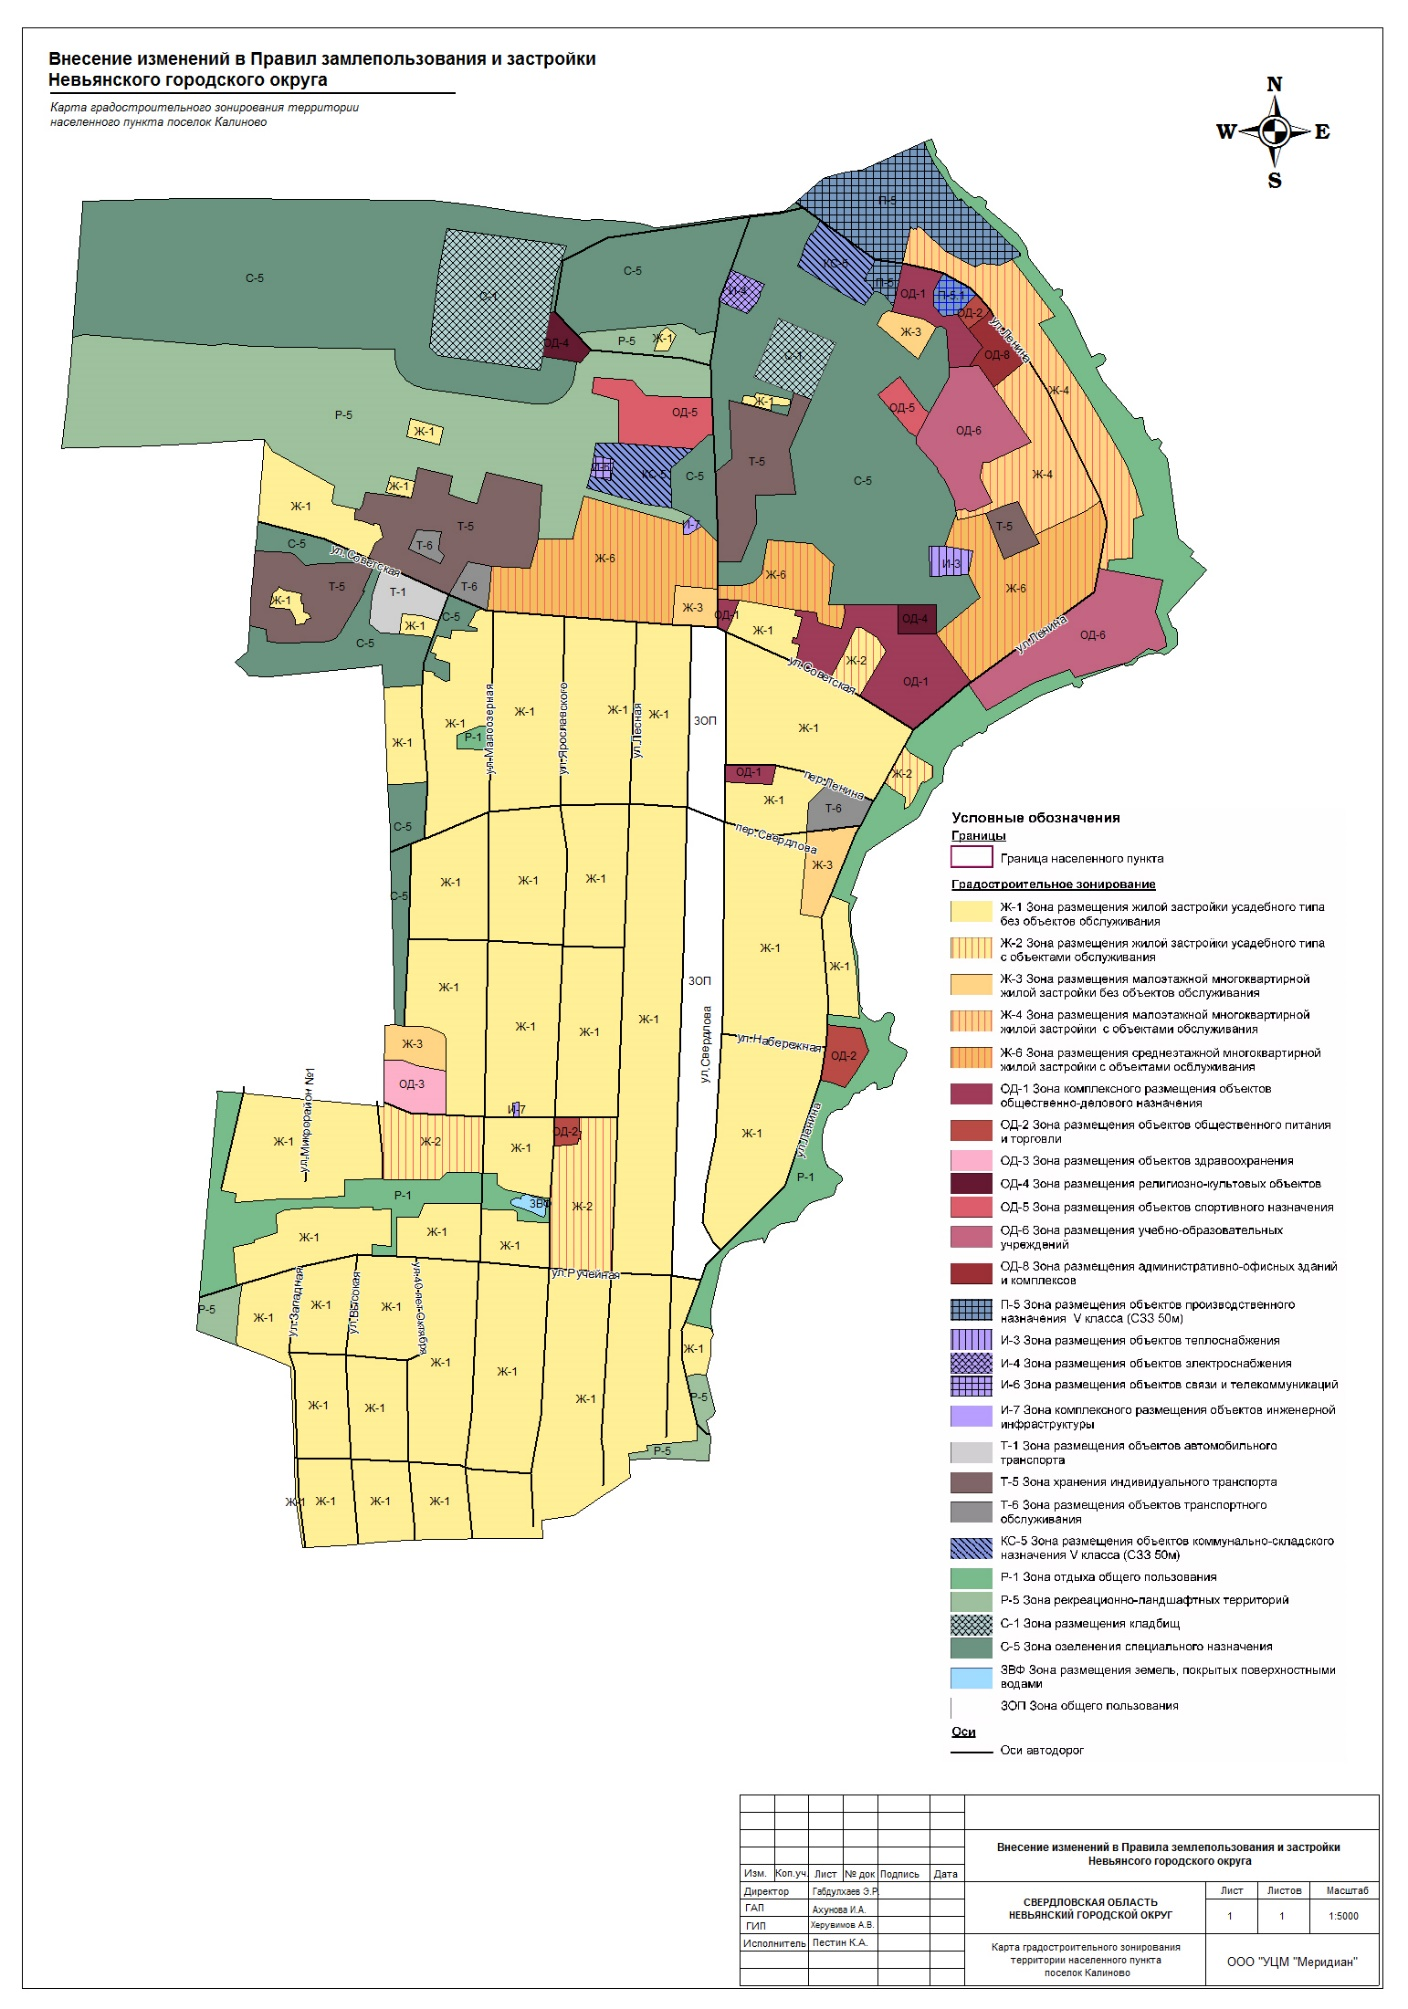 Внесение изменений в Правил замлепользования и застройки
Невьянского городского округа
Карта градостроительного зонирования территории
населенного пункта поселок Калиново
N
W E
S
П-5
С-5
С-5
С-1
КС-5
П-5
И-4
ОД-1
П-5.1
ОД-2
ул.Ленина
Ж-3
ОД-4
Р-5
Ж-1
С-1
ОД-8
Ж-4
Р-5
Ж-1
ОД-5
Ж-1
ОД-5
ОД-6
Ж-1
Т-5
КС-5
С-5
С-5
Ж-4
Ж-1
Ж-1
Т-5
И-7
Т-5
С-5
ул. Советская
Т-6
Ж-6
Ж-6
И-3
Т-5
Т-6
Ж-6
Ж-1
Т-1
Ж-3
ОД-1
ОД-4
С-5
Ж-1
С-5
Ж-1
ул.Ленина
ОД-6
Ж-2
ул.Советская
ОД-1
Ж-1
Ж-1
Ж-1
Ж-1
ЗОП
Ж-1
Р-1
ул.Малоозерная
ул.Ярославского
ул.Лесная
Ж-1
ОД-1
пер.Ленина
Ж-2
Ж-1
Т-6
С-5
пер.Свердлова
Ж-3
С-5
Ж-1
Ж-1
Ж-1
Ж-1
Ж-1
ЗОП
Ж-1
Ж-1
Ж-1
Ж-1
ул.Свердлова
ул.Набережная
ОД-2
Ж-3
ОД-3
И-7
ул.Микрорайон №1
Ж-1
Ж-2
Ж-1
ОД-2
Ж-1
ул.Ленина
Р-1
Р-1
ЗВФ
Ж-2
Ж-1
Ж-1
ул.Ручейная
Р-5
Ж-1
Ж-1
Ж-1
ул.Западная
ул.Высокая
ул.40-лет-Октября
Ж-1
Ж-1
Ж-1
Ж-1
Р-5
Ж-1
Ж-1
Р-5
Ж-1
Ж-1
Ж-1
Ж-1
Условные обозначения
Границы
Граница населенного пункта
Градостроительное зонирование
Ж-1 Зона размещения жилой застройки усадебного типа
без объектов обслуживания
Ж-2 Зона размещения жилой застройки усадебного типа
с объектами обслуживания
Ж-3 Зона размещения малоэтажной многоквартирной
жилой застройки без объектов обслуживания
Ж-4 Зона размещения малоэтажной многоквартирной
жилой застройки с объектами обслуживания
Ж-6 Зона размещения среднеэтажной многоквартирной
жилой застройки с объектами осблуживания
ОД-1 Зона комплексного размещения объектов
общественно-делового назначения
ОД-2 Зона размещения объектов общественного питания
и торговли
ОД-3 Зона размещения объектов здравоохранения
ОД-4 Зона размещения религиозно-культовых объектов
ОД-5 Зона размещения объектов спортивного назначения
ОД-6 Зона размещения учебно-образовательных
учреждений
ОД-8 Зона размещения административно-офисных зданий
и комплексов
П-5 Зона размещения объектов производственного
назначения V класса (СЗЗ 50м)
И-3 Зона размещения объектов теплоснабжения
И-4 Зона размещения объектов электроснабжения
И-6 Зона размещения объектов связи и телекоммуникаций
И-7 Зона комплексного размещения объектов инженерной
инфраструктуры
Т-1 Зона размещения объектов автомобильного
транспорта
Т-5 Зона хранения индивидуального транспорта
Т-6 Зона размещения объектов транспортного
обслуживания
КС-5 Зона размещения объектов коммунально-складского
назначения V класса (СЗЗ 50м)
Р-1 Зона отдыха общего пользования
Р-5 Зона рекреационно-ландшафтных территорий
С-1 Зона размещения кладбищ
С-5 Зона озеленения специального назначения
ЗВФ Зона размещения земель, покрытых поверхностными
водами
ЗОП Зона общего пользования
Оси
Оси автодорог
Внесение изменений в Правила землепользования и застройки
Невьянсого городского округа
Изм. Кол.уч. Лист № док Подпись Дата
Директор Габдулхаев Э.Р.
ГАП Ахунова И.А.
ГИП Херувимов А.В.
Исполнитель Пестин К.А.
СВЕРДЛОВСКАЯ ОБЛАСТЬ
НЕВЬЯНСКИЙ ГОРОДСКОЙ ОКРУГ
Лист Листов Масштаб
1 1 1:5000
Карта градостроительного зонирования
территории населенного пункта
поселок Калиново
ООО "УЦМ "Меридиан"